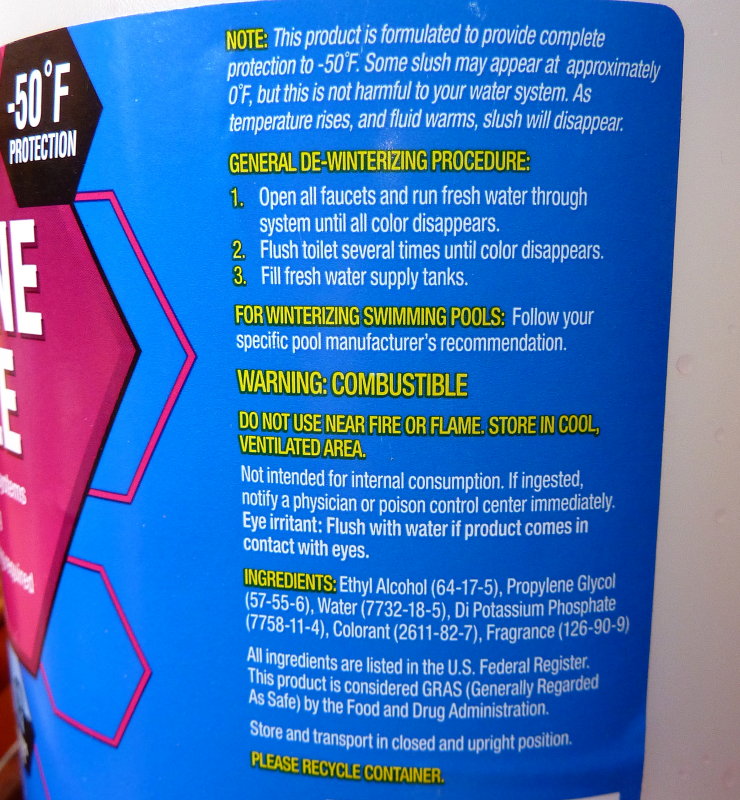 -50°F
PROTECTION
NOTE: This product is formulated to provide complete
protection to -50°F. Some slush may appear at approximately
0°F, but this is not harmful to your water system. As
temperature rises, and fluid warms, slush will disappear.
GENERAL DE-WINTERIZING PROCEDURE:
1. Open all faucets and run fresh water through
system until all color disappears.
2. Flush toilet several times until color disappears.
3. Fill fresh water supply tanks.
FOR WINTERIZING SWIMMING POOLS: Follow your
specific pool manufacturer's recommendation.
WARNING: COMBUSTIBLE
DO NOT USE NEAR FIRE OR FLAME. STORE IN COOL,
VENTILATED AREA.
Not intended for internal consumption. If ingested,
notify a physician or poison control center immediately.
Eye irritant: Flush with water if product comes in
contact with eyes.
INGREDIENTS: Ethyl Alcohol (64-17-5), Propylene Glycol
(57-55-6), Water (7732-18-5), Di Potassium Phosphate
(7758-11-4), Colorant (2611-82-7), Fragrance (126-90-9)
All ingredients are listed in the U.S. Federal Register.
This product is considered GRAS (Generally Regarded
As Safe) by the Food and Drug Administration.
Store and transport in closed and upright position.
PLEASE RECYCLE CONTAINER.